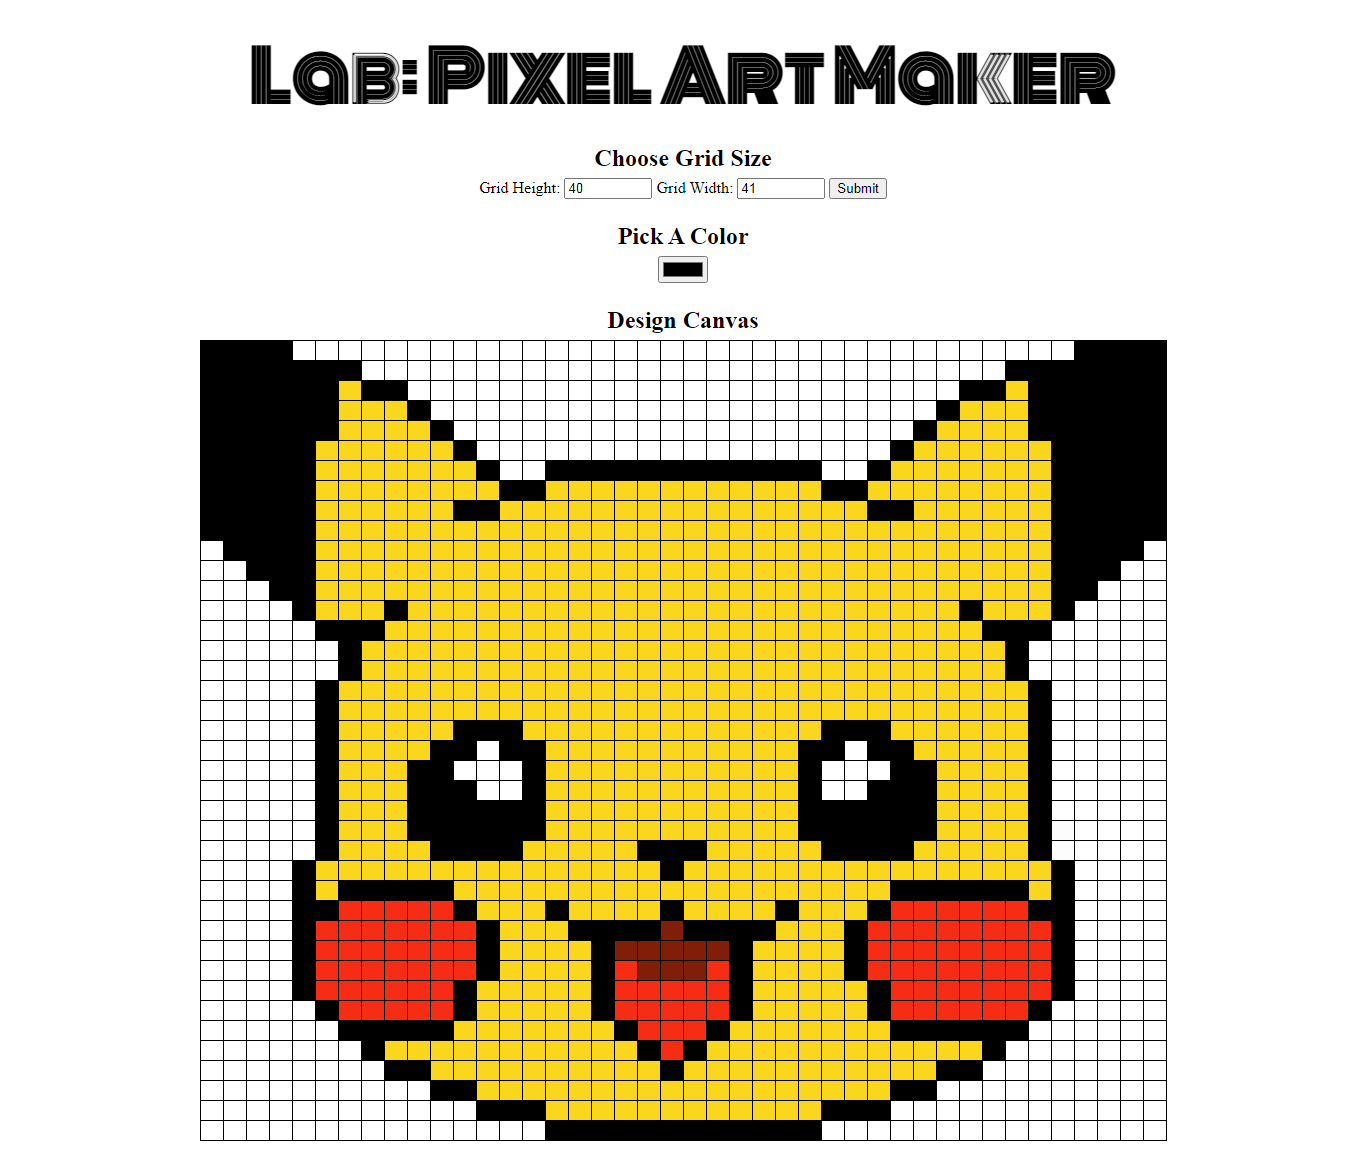 Lab: Pixel Art Maker
Choose Grid Size
Grid Height: 40 Grid Width: 41 Submit
Pick A Color
Design Canvas